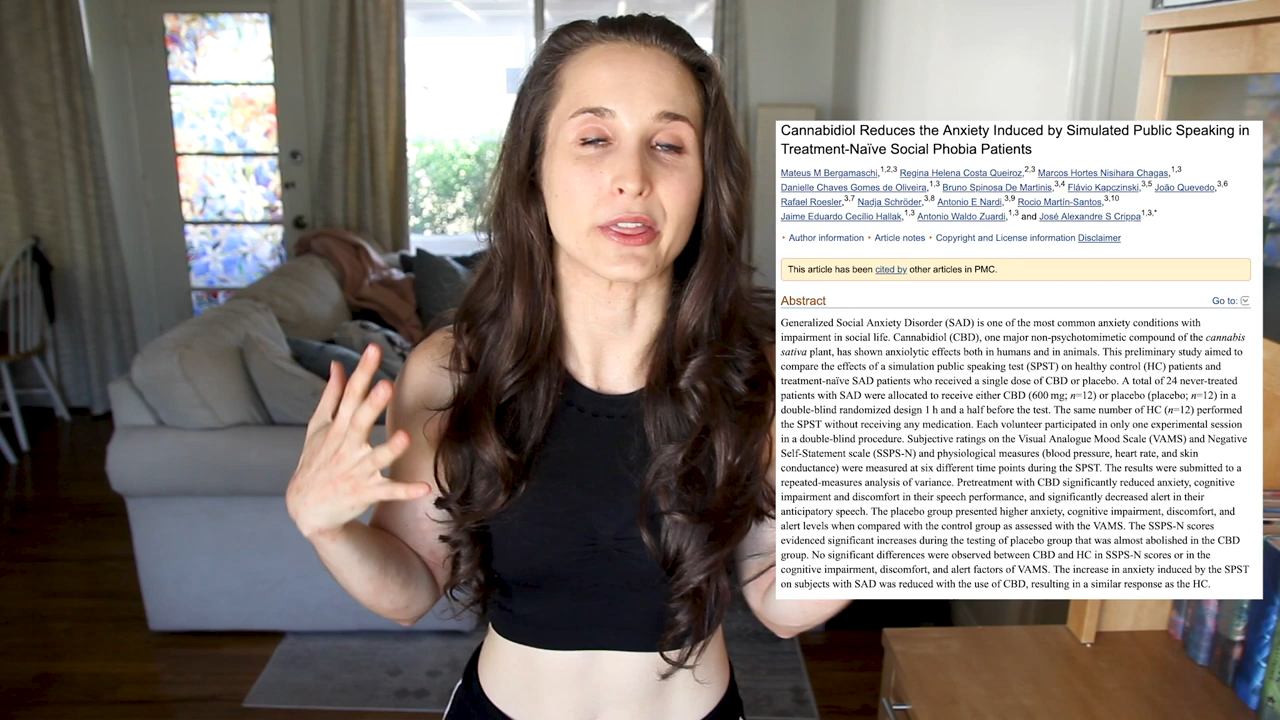 Cannabidiol Reduces the Anxiety Induced by Simulated Public Speaking in
Treatment-Naïve Social Phobia Patients
Mateus M Bergamaschi,1,2,3 Regina Helena Costa Queiroz,2,3 Marcos Hortes Nisihara Chagas,1,3
Danielle Chaves Gomes de Oliveira,1,3 Bruno Spinosa De Martinis,3,4 Flávio Kapczinski,3,5 João Quevedo,3,6
Rafael Roesler,3,7 Nadja Schröder,3,8 Antonio E Nardi,3,9 Rocio Martín-Santos,3,10
Jaime Eduardo Cecílio Hallak,1,3 Antonio Waldo Zuardi,1,3 and José Alexandre S Crippa1,3,*
• Author information • Article notes • Copyright and License information Disclaimer
This article has been cited by other articles in PMC.
Abstract Go to:
Generalized Social Anxiety Disorder (SAD) is one of the most common anxiety conditions with
impairment in social life. Cannabidiol (CBD), one major non-psychotomimetic compound of the cannabis
sativa plant, has shown anxiolytic effects both in humans and in animals. This preliminary study aimed to
compare the effects of a simulation public speaking test (SPST) on healthy control (HC) patients and
treatment-naïve SAD patients who received a single dose of CBD or placebo. A total of 24 never-treated
patients with SAD were allocated to receive either CBD (600 mg; n=12) or placebo (placebo; n=12) in a
double-blind randomized design 1 h and a half before the test. The same number of HC (n=12) performed
the SPST without receiving any medication. Each volunteer participated in only one experimental session
in a double-blind procedure. Subjective ratings on the Visual Analogue Mood Scale (VAMS) and Negative
Self-Statement scale (SSPS-N) and physiological measures (blood pressure, heart rate, and skin
conductance) were measured at six different time points during the SPST. The results were submitted to a
repeated-measures analysis of variance. Pretreatment with CBD significantly reduced anxiety, cognitive
impairment and discomfort in their speech performance, and significantly decreased alert in their
anticipatory speech. The placebo group presented higher anxiety, cognitive impairment, discomfort, and
alert levels when compared with the control group as assessed with the VAMS. The SSPS-N scores
evidenced significant increases during the testing of placebo group that was almost abolished in the CBD
group. No significant differences were observed between CBD and HC in SSPS-N scores or in the
cognitive impairment, discomfort, and alert factors of VAMS. The increase in anxiety induced by the SPST
on subjects with SAD was reduced with the use of CBD, resulting in a similar response as the HC.